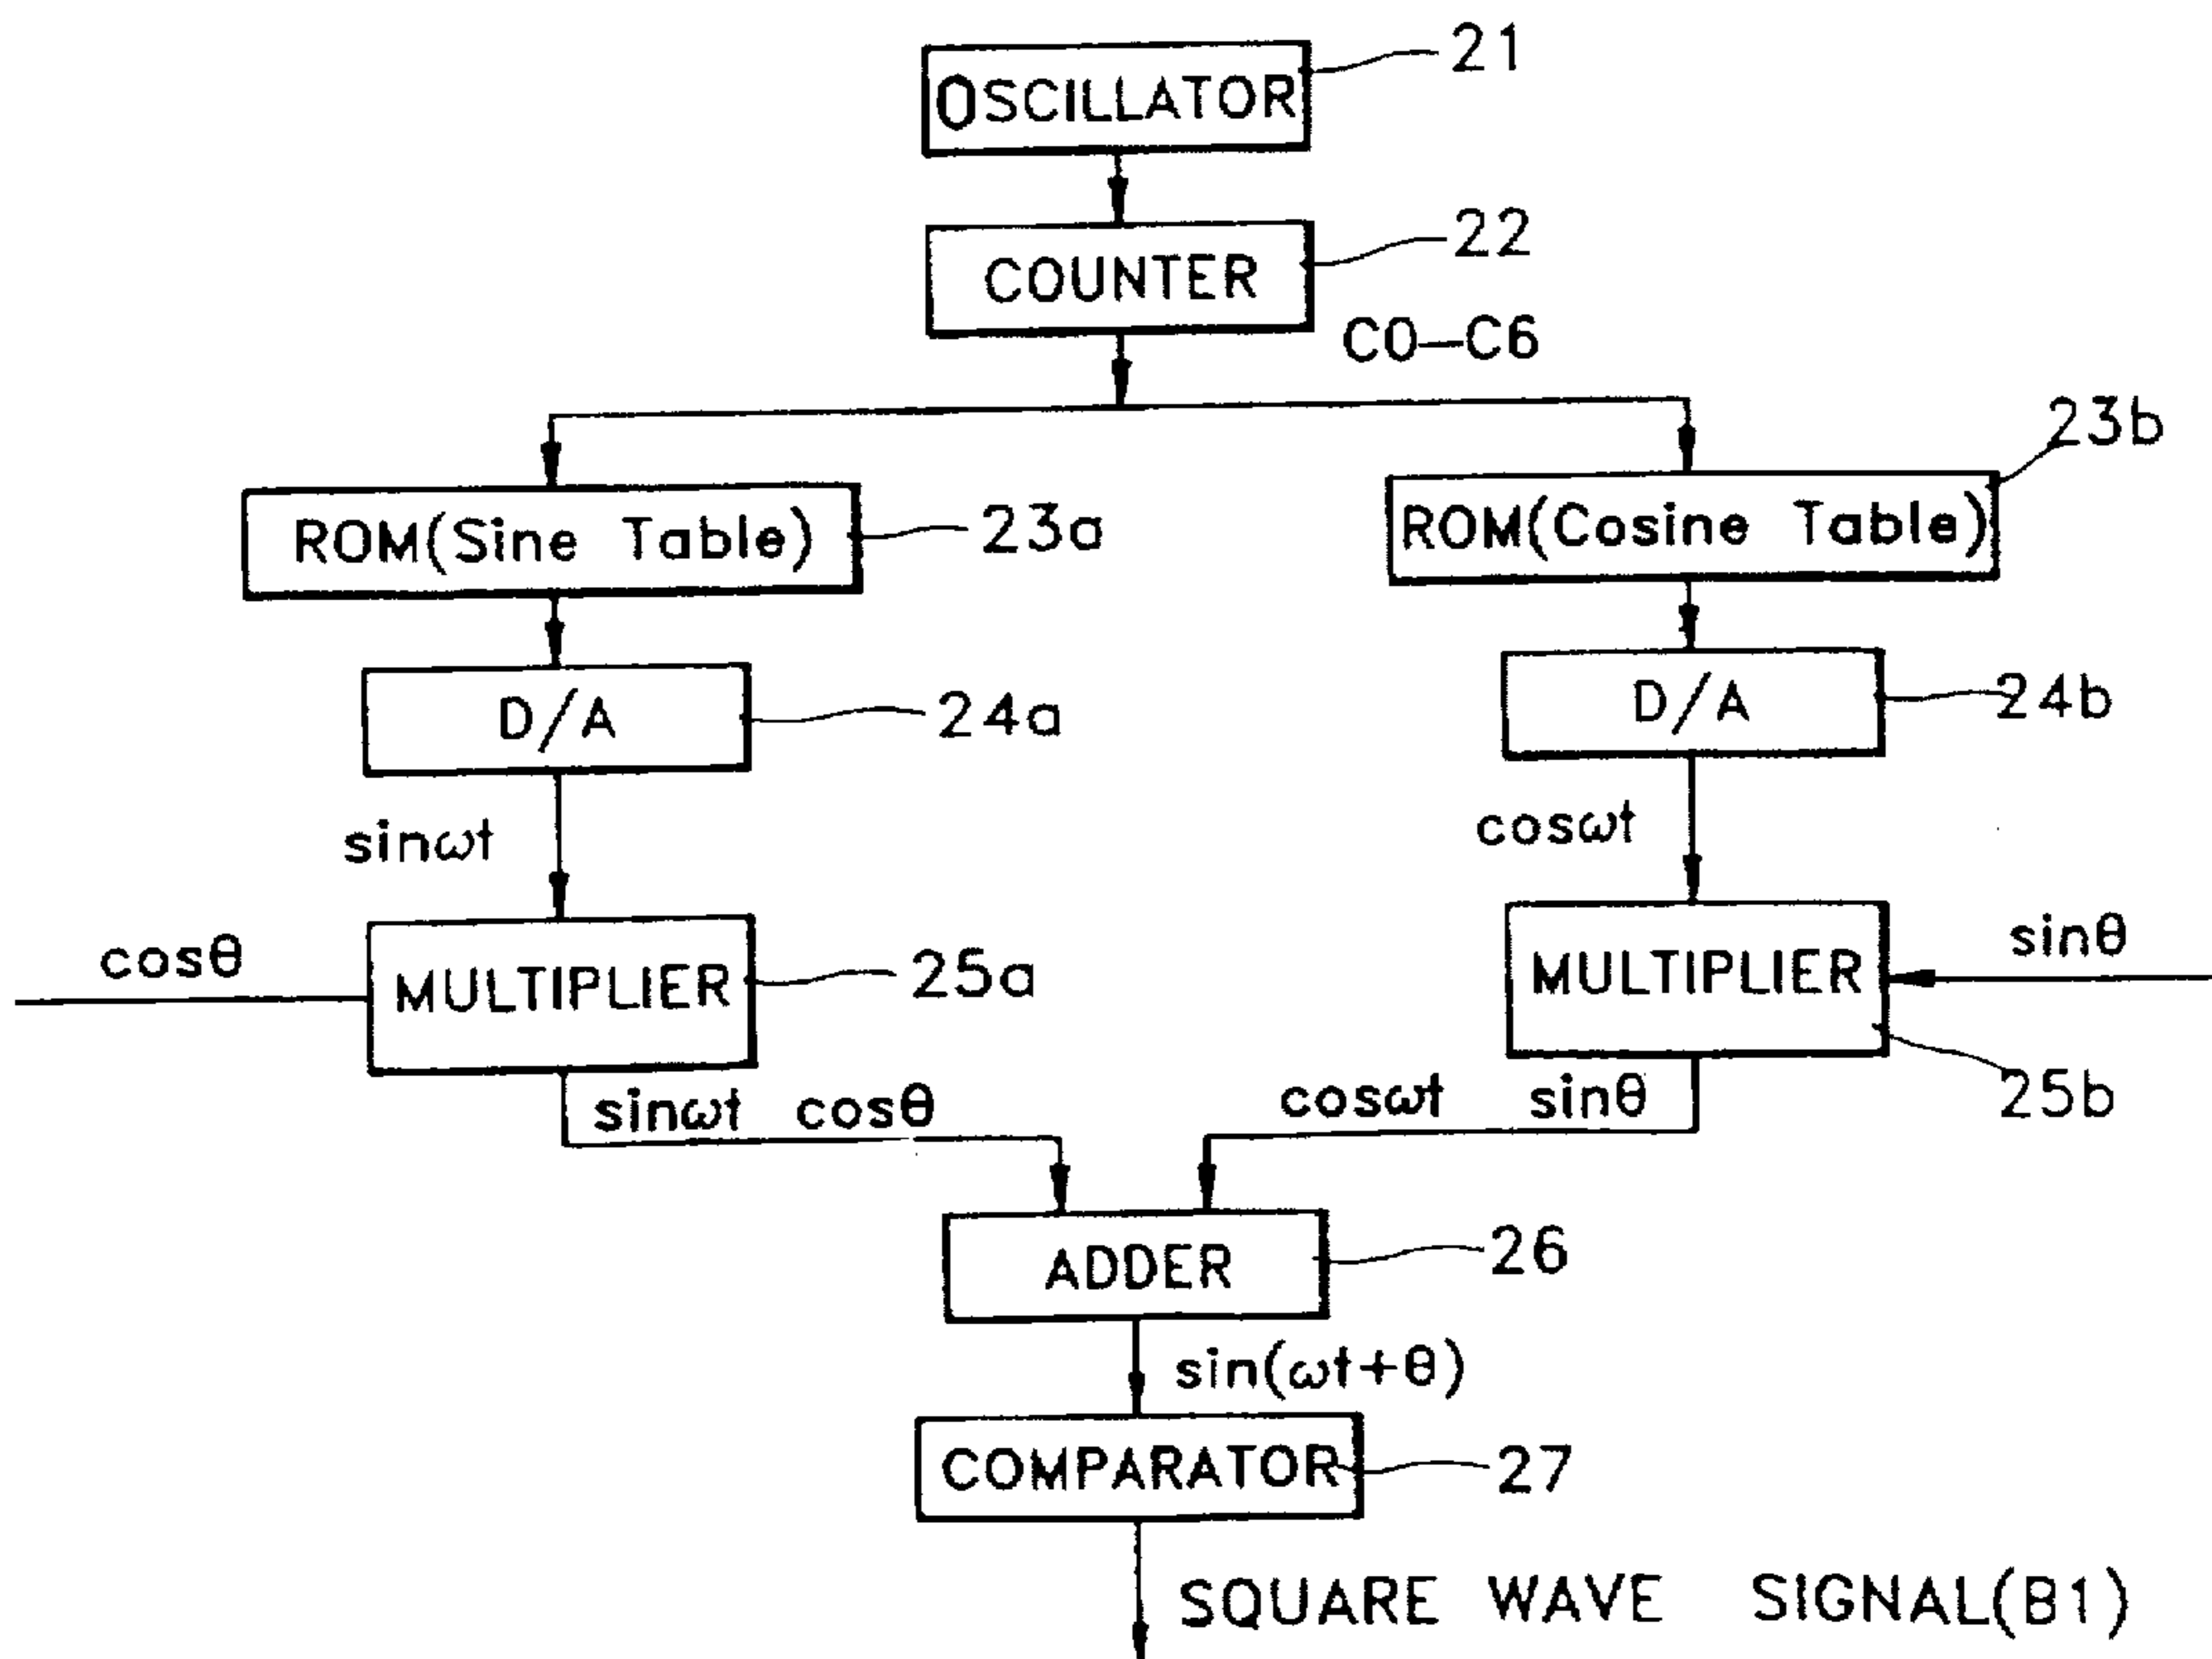 OSCILLATOR
21
COUNTER
22
C0-C6
ROM(Sine Table)
23a
ROM(Cosine Table)
23b
D/A
24a
D/A
24b
sinωt
cosωt
cosθ
MULTIPLIER
25a
MULTIPLIER
sinθ
25b
sinωt cosθ
cosωt sinθ
ADDER
26
sin(ωt+θ)
COMPARATOR
27
SQUARE WAVE SIGNAL(B1)